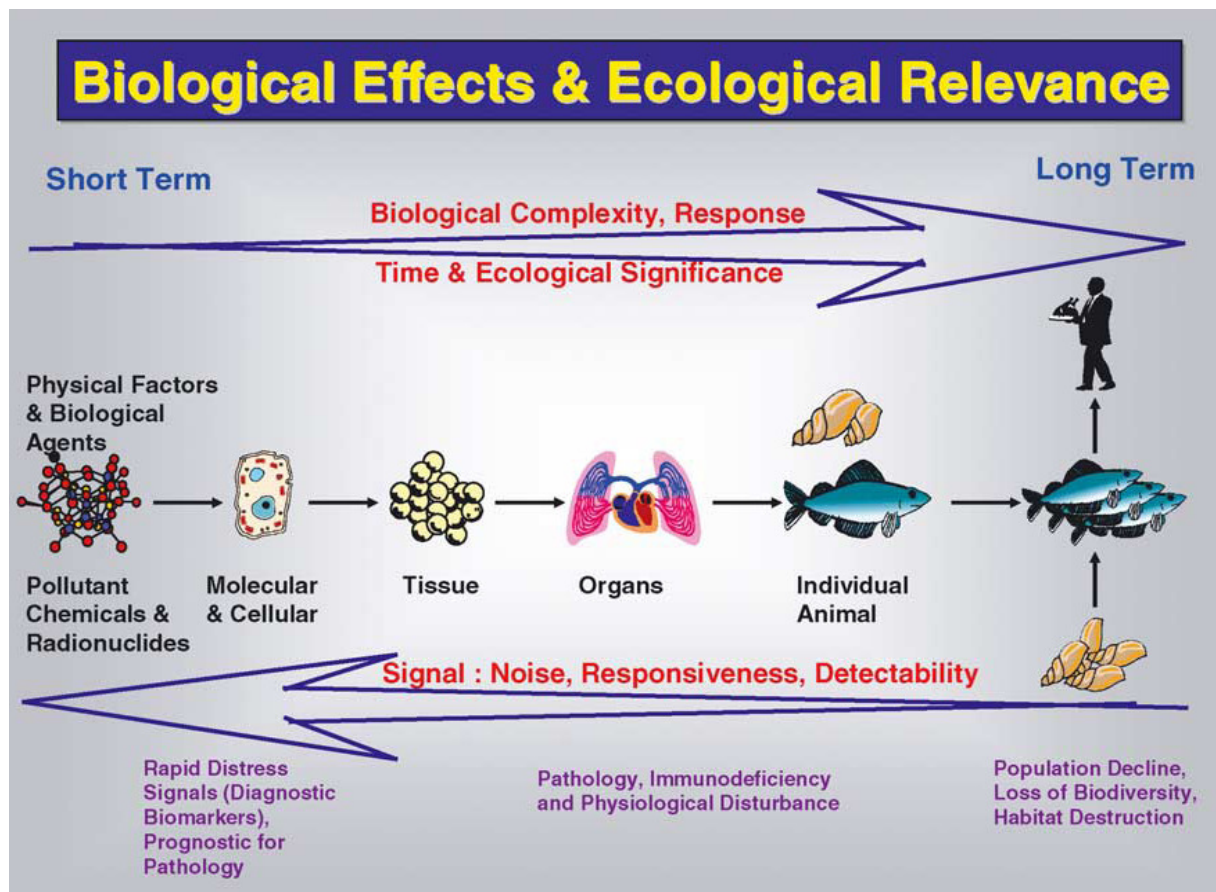 Biological Effects & Ecological Relevance
Short Term
Long Term
Biological Complexity, Response
Time & Ecological Significance
Physical Factors
& Biological
Agents
Pollutant
Chemicals &
Radionuclides
Molecular
& Cellular
Tissue
Organs
Individual
Animal
Signal : Noise, Responsiveness, Detectability
Rapid Distress
Signals (Diagnostic
Biomarkers),
Prognostic for
Pathology
Pathology, Immunodeficiency
and Physiological Disturbance
Population Decline,
Loss of Biodiversity,
Habitat Destruction